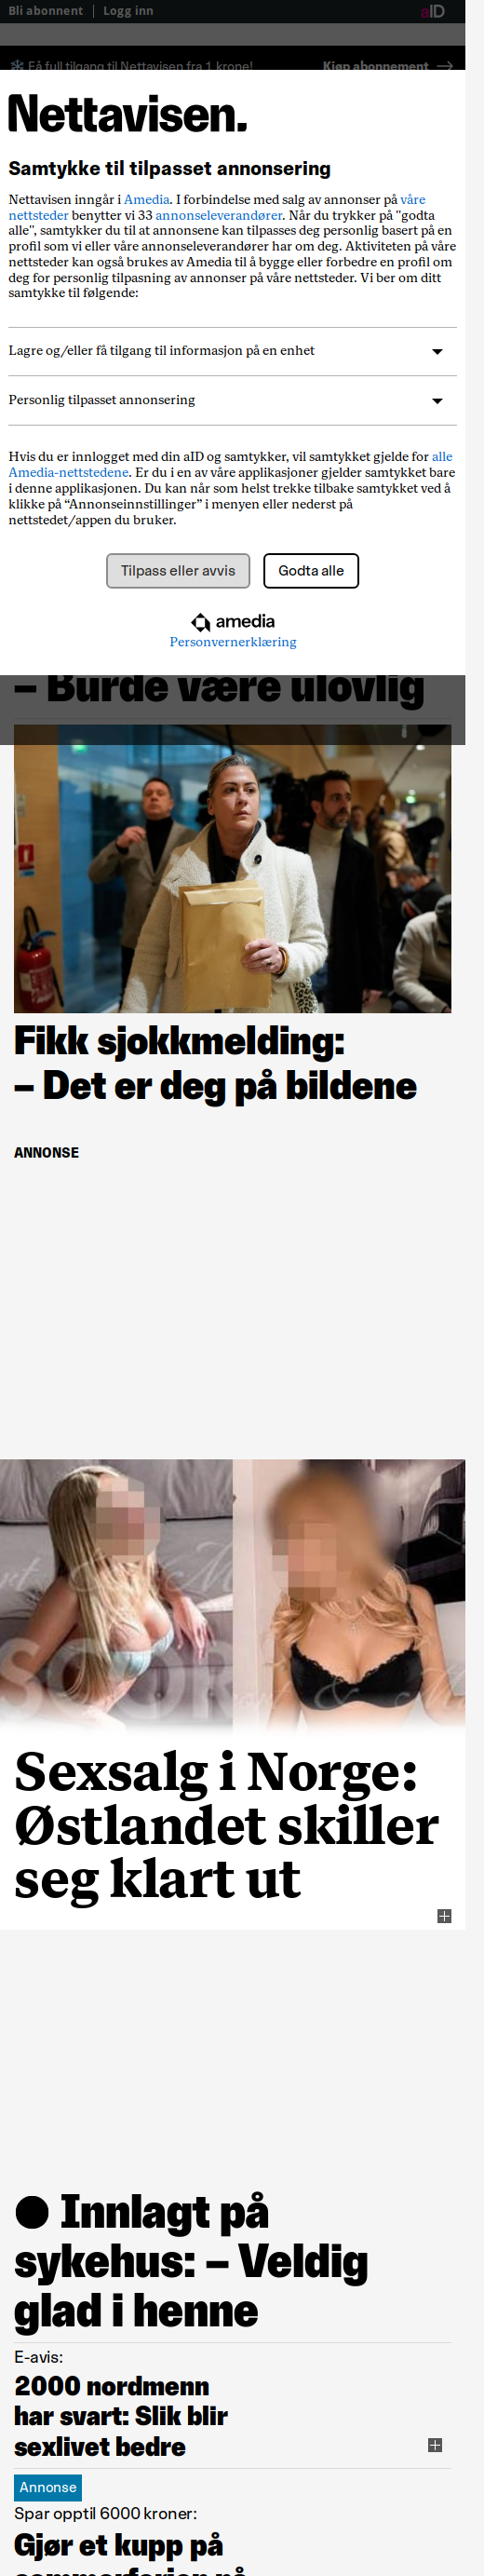 Bli abonnent | Logg inn
aID
Få full tilgang til Nettavisen fra 1 krone!
Kjøp abonnement →
Nettavisen.
Samtykke til tilpasset annonsering
Nettavisen inngår i Amedia. I forbindelse med salg av annonser på våre
nettsteder benytter vi 33 annonseleverandører. Når du trykker på "godta
alle", samtykker du til at annonsene kan tilpasses deg personlig basert på en
profil som vi eller våre annonseleverandører har om deg. Aktiviteten på våre
nettsteder kan også brukes av Amedia til å bygge eller forbedre en profil om
deg for personlig tilpasning av annonser på våre nettsteder. Vi ber om ditt
samtykke til følgende:
Lagre og/eller få tilgang til informasjon på en enhet
Personlig tilpasset annonsering
Hvis du er innlogget med din aID og samtykker, vil samtykket gjelde for alle
Amedia-nettstedene. Er du i en av våre applikasjoner gjelder samtykket bare
i denne applikasjonen. Du kan når som helst trekke tilbake samtykket ved å
klikke på “Annonseinnstillinger” i menyen eller nederst på
nettstedet/appen du bruker.
Tilpass eller avvis
Godta alle
amedia
Personvernerklæring
– Burde være ulovlig
Fikk sjokkmelding:
– Det er deg på bildene
ANNONSE
Sexsalg i Norge:
Østlandet skiller
seg klart ut
● Innlagt på
sykehus: – Veldig
glad i henne
E-avis:
2000 nordmenn
har svart: Slik blir
sexlivet bedre
Annonse
Spar opptil 6000 kroner:
Gjør et kupp på
sommerferien nå